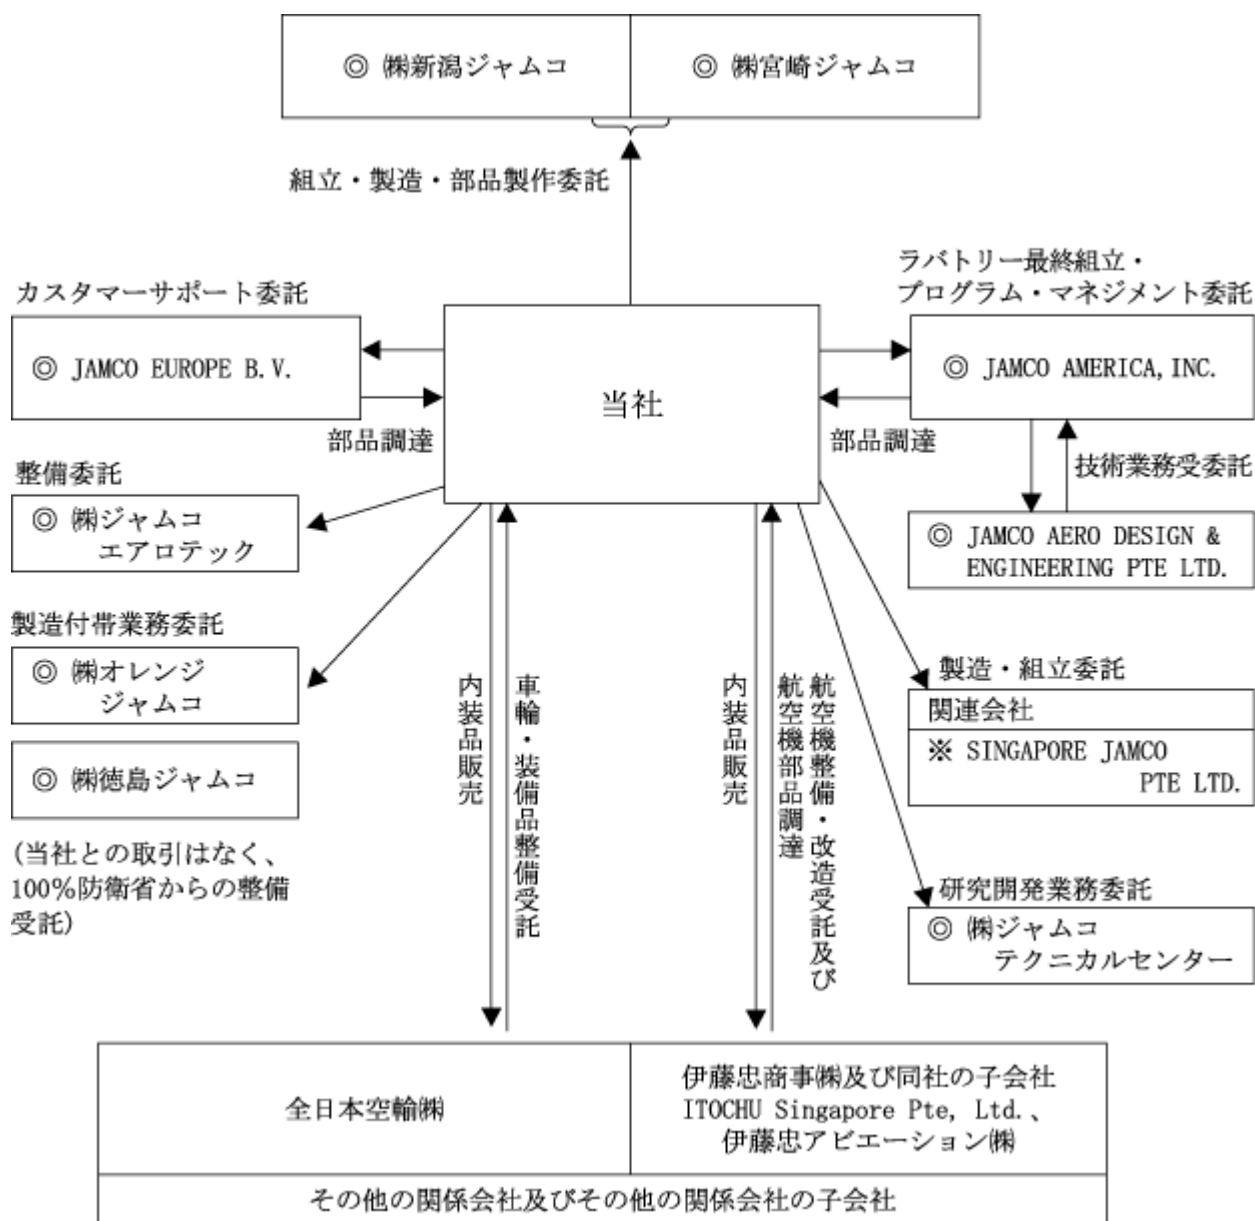 ◎ ㈱新潟ジャムコ
◎ ㈱宮崎ジャムコ
組立・製造・部品製作委託
カスタマーサポート委託
◎ JAMCO EUROPE B.V.
部品調達
当社
ラバトリー最終組立・
プログラム・マネジメント委託
◎ JAMCO AMERICA,INC.
部品調達
技術業務受委託
◎ JAMCO AERO DESIGN &
ENGINEERING PTE LTD.
整備委託
◎ ㈱ジャムコ
エアロテック
製造付帯業務委託
◎ ㈱オレンジ
ジャムコ
◎ ㈱徳島ジャムコ
(当社との取引はなく、
100%防衛省からの整備
受託)
内装品販売
車輪・装備品整備受託
内装品販売
航空機整備・改造受託及び
航空機部品調達
製造・組立委託
関連会社
※ SINGAPORE JAMCO
PTE LTD.
研究開発業務委託
◎ ㈱ジャムコ
テクニカルセンター
全日本空輸㈱
伊藤忠商事㈱及び同社の子会社
ITOCHU Singapore Pte, Ltd.、
伊藤忠アビエーション㈱
その他の関係会社及びその他の関係会社の子会社